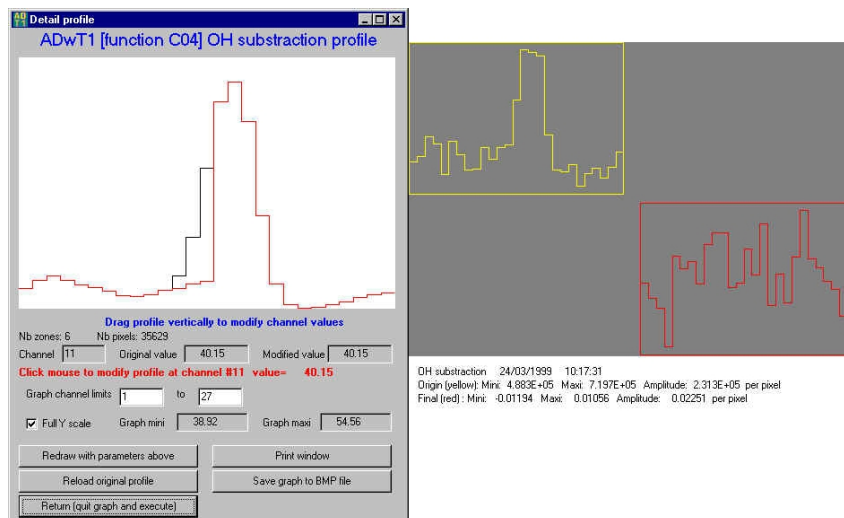 AD T1 Detail profile
ADwT1 [function C04] OH substraction profile
Drag profile vertically to modify channel values
Nb zones: 6 Nb pixels: 35629
Channel 11 Original value 40.15 Modified value 40.15
Click mouse to modify profile at channel #11 value= 40.15
Graph channel limits 1 to 27
Full Y scale Graph mini 38.92 Graph maxi 54.56
Redraw with parameters above Print window
Reload original profile Save graph to BMP file
Return (quit graph and execute)
OH substraction 24/03/1999 10:17:31
Origin (yellow): Mini: 4.883E+05 Maxi: 7.197E+05 Amplitude: 2.313E+05 per pixel
Final (red) : Mini: -0.01194 Maxi: 0.01056 Amplitude: 0.02251 per pixel